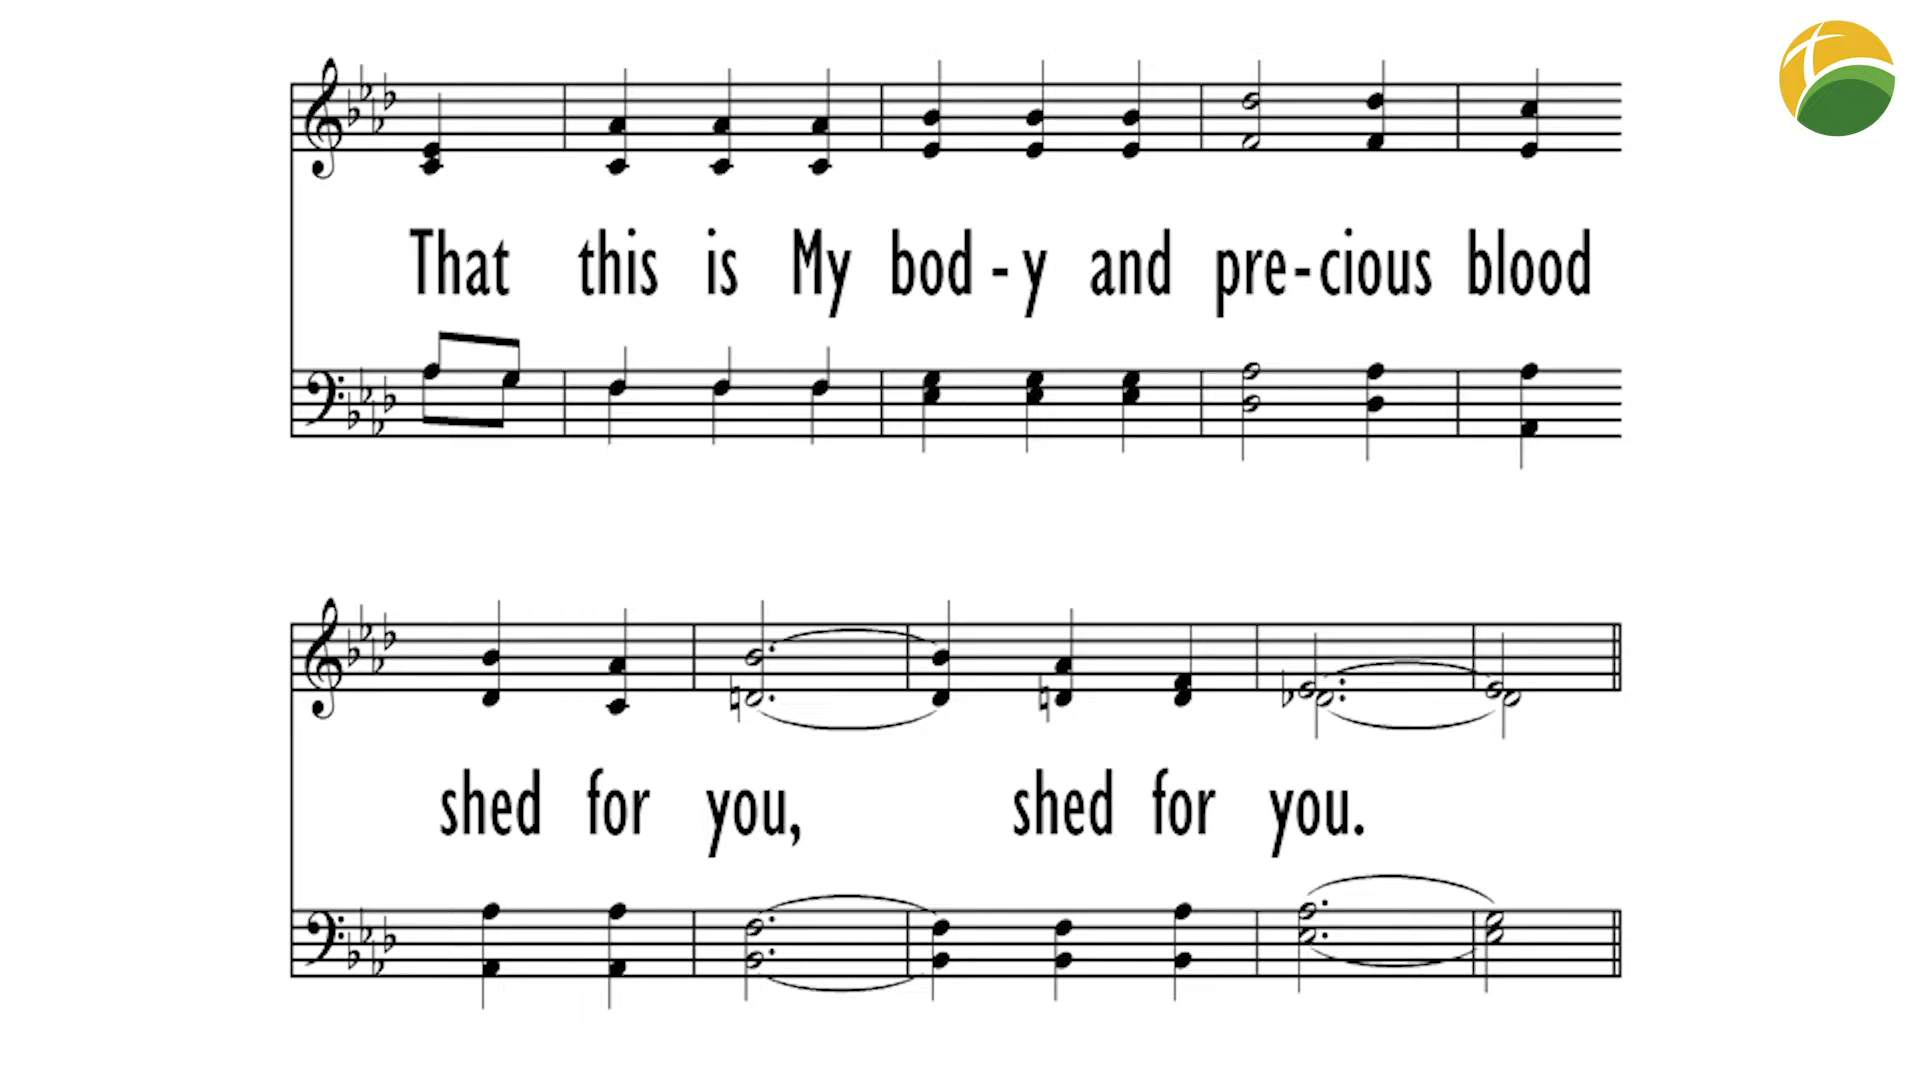 That this is My bod - y and pre - cious blood
shed for you, shed for you.